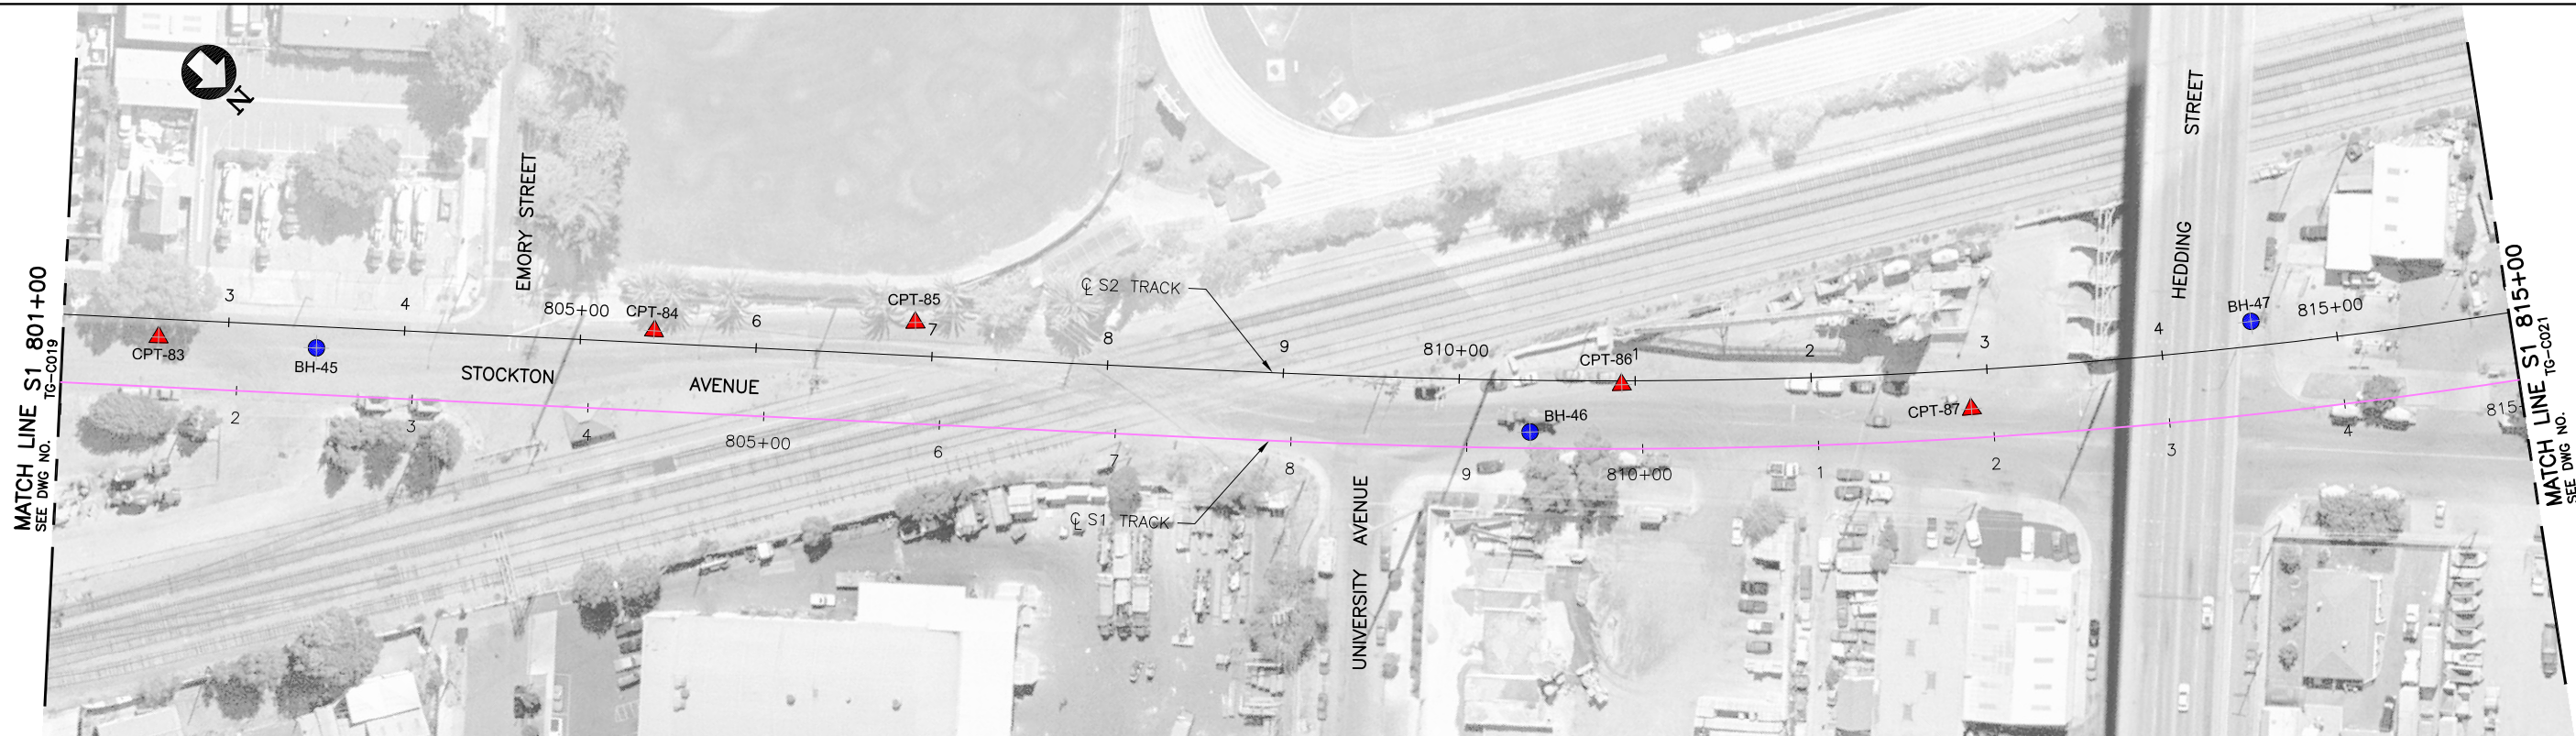 N
MATCH LINE S1 801+00
SEE DWG NO. TG-C019
EMORY STREET
3
4
805+00
6
7
8
9
810+00
1
2
3
4
815+00
CPT-83
BH-45
CPT-84
CPT-85
CPT-86
CPT-87
BH-46
BH-47
STOCKTON AVENUE
℄ S2 TRACK
℄ S1 TRACK
2
3
4
805+00
6
7
8
9
810+00
1
2
3
4
815
UNIVERSITY AVENUE
HEDDING STREET
MATCH LINE S1 815+00
SEE DWG NO. TG-C021